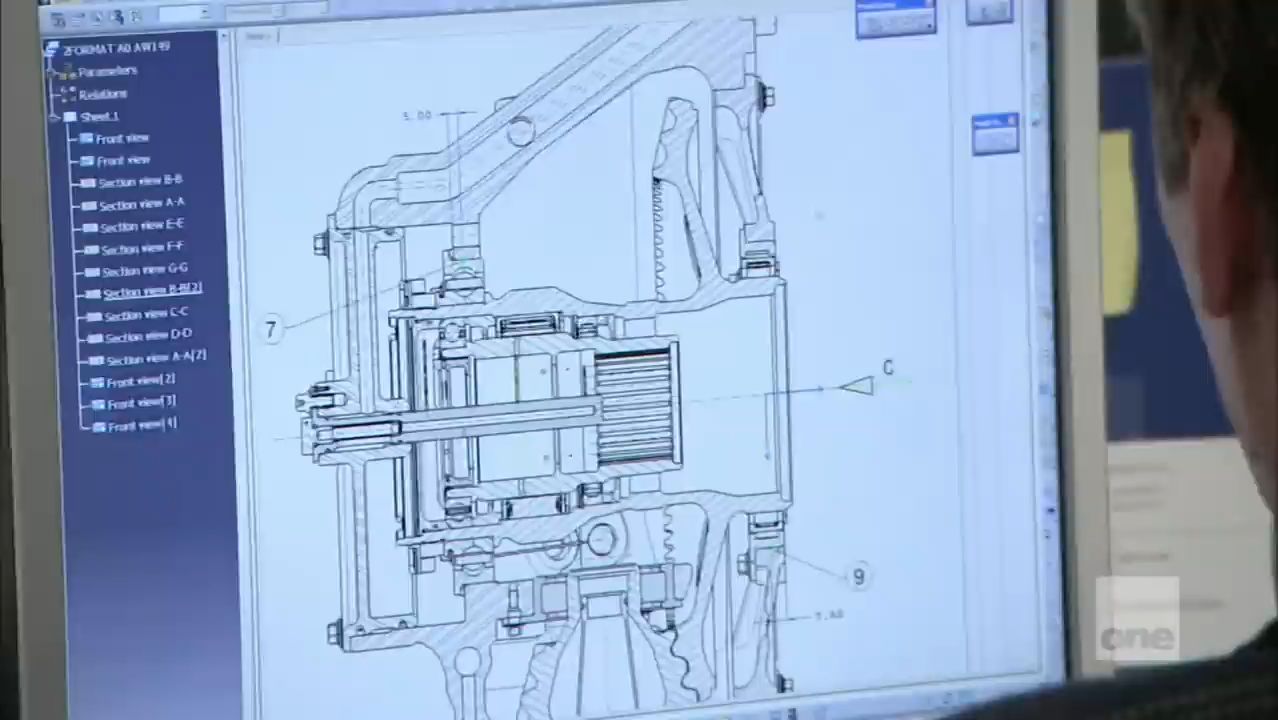 2FORMAT A0 AW149
Parameters
Relations
Sheet.1
Front view
Front view
Section view B-B
Section view A-A
Section view E-E
Section view F-F
Section view G-G
Section view B-B[2]
Section view C-C
Section view D-D
Section view A-A[2]
Front view[2]
Front view[3]
Front view[4]
5.00
7
C
9
one